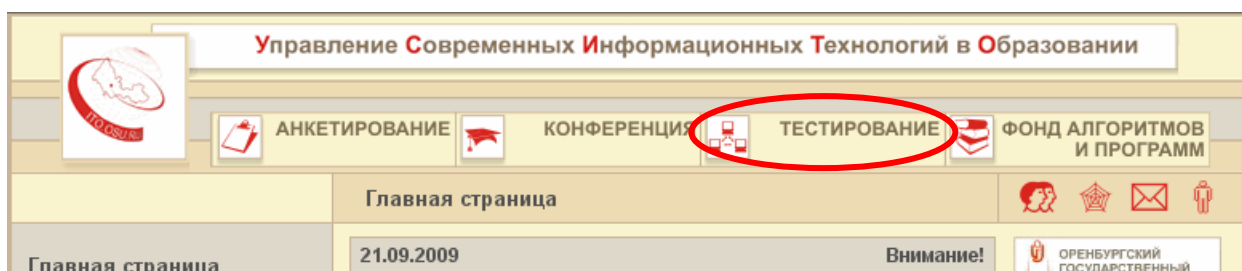 Управление Современных Информационных Технологий в Образовании
ITO.OSU.RU
АНКЕТИРОВАНИЕ
КОНФЕРЕНЦИЯ
ТЕСТИРОВАНИЕ
ФОНД АЛГОРИТМОВ
И ПРОГРАММ
Главная страница
Главная страница
21.09.2009 Внимание!
ОРЕНБУРГСКИЙ
ГОСУДАРСТВЕННЫЙ